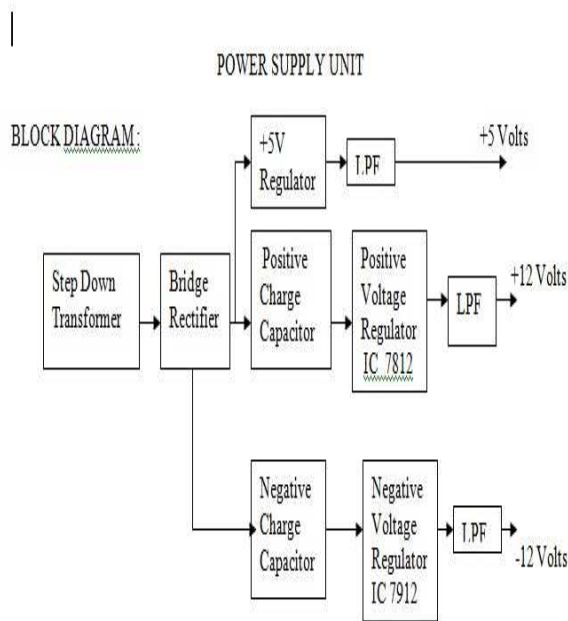 POWER SUPPLY UNIT
BLOCK DIAGRAM:
+5V
Regulator
LPF
+5 Volts
Step Down
Transformer
Bridge
Rectifier
Positive
Charge
Capacitor
Positive
Voltage
Regulator
IC 7812
LPF
+12 Volts
Negative
Charge
Capacitor
Negative
Voltage
Regulator
IC 7912
LPF
-12 Volts